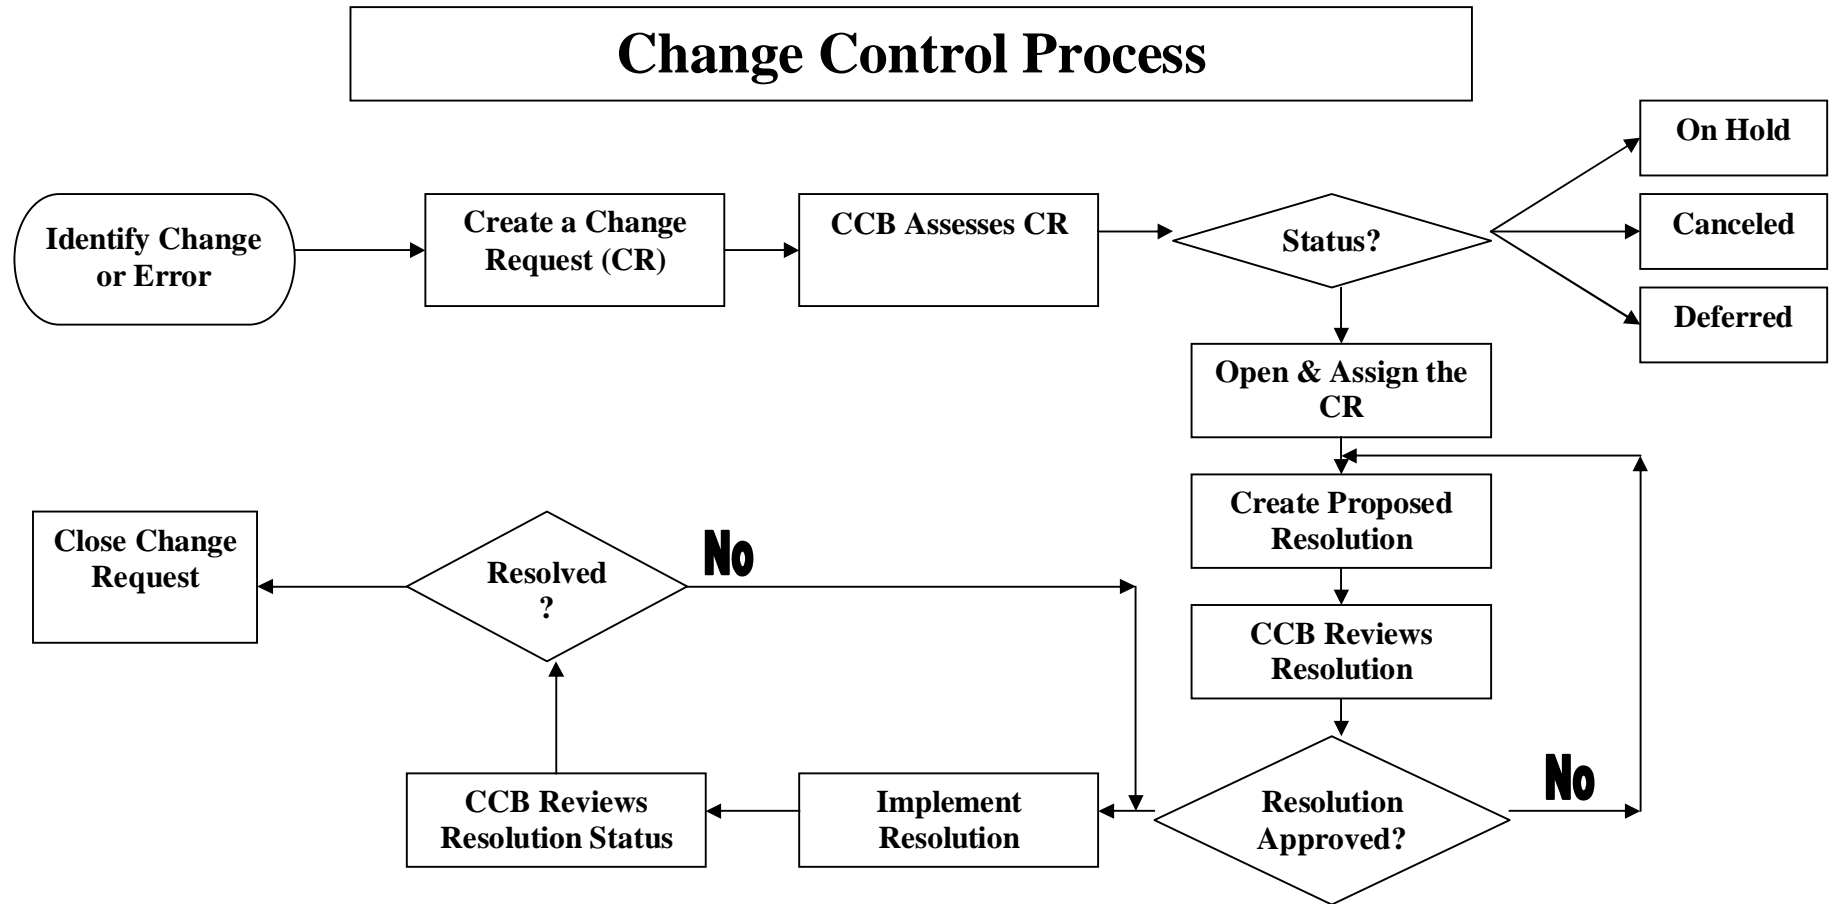 Change Control Process
On Hold
Identify Change
or Error
Create a Change
Request (CR)
CCB Assesses CR
Status?
Canceled
Deferred
Open & Assign the
CR
Create Proposed
Resolution
Close Change
Request
Resolved
?
No
CCB Reviews
Resolution
CCB Reviews
Resolution Status
Implement
Resolution
Resolution
Approved?
No